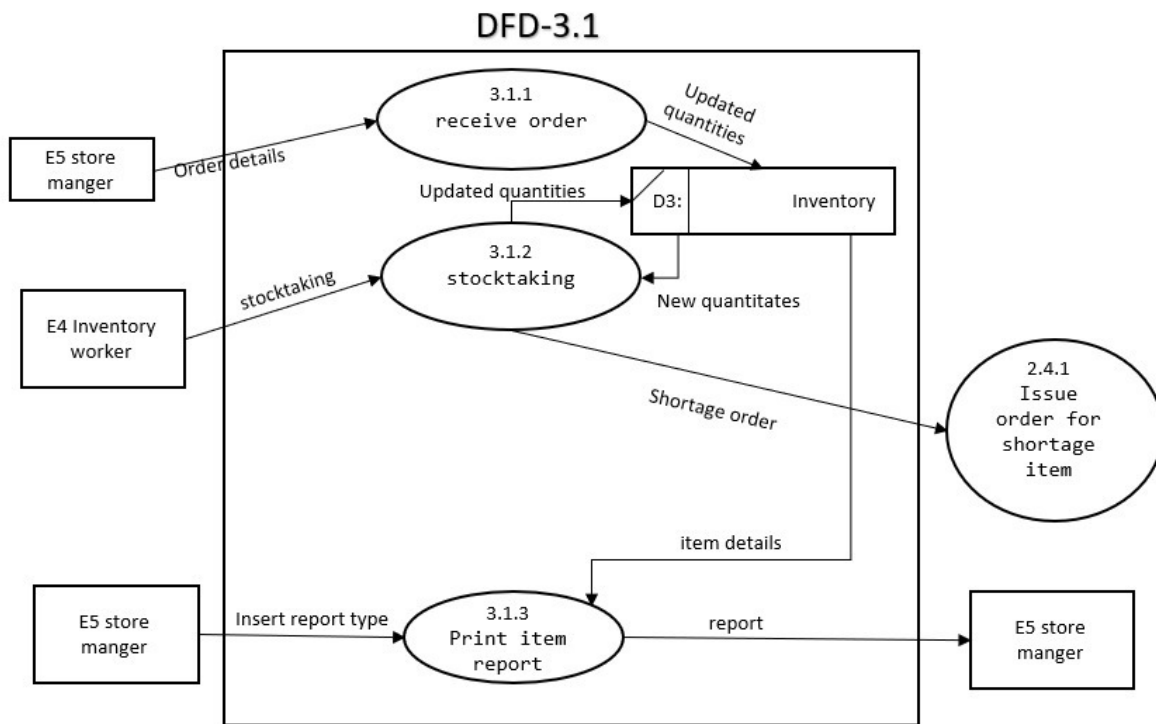 DFD-3.1
3.1.1
receive order
Updated
quantities
E5 store
manger
Order details
Updated quantities
D3:
Inventory
3.1.2
stocktaking
stocktaking
New quantitates
E4 Inventory
worker
Shortage order
2.4.1
Issue
order for
shortage
item
item details
E5 store
manger
Insert report type
3.1.3
Print item
report
report
E5 store
manger